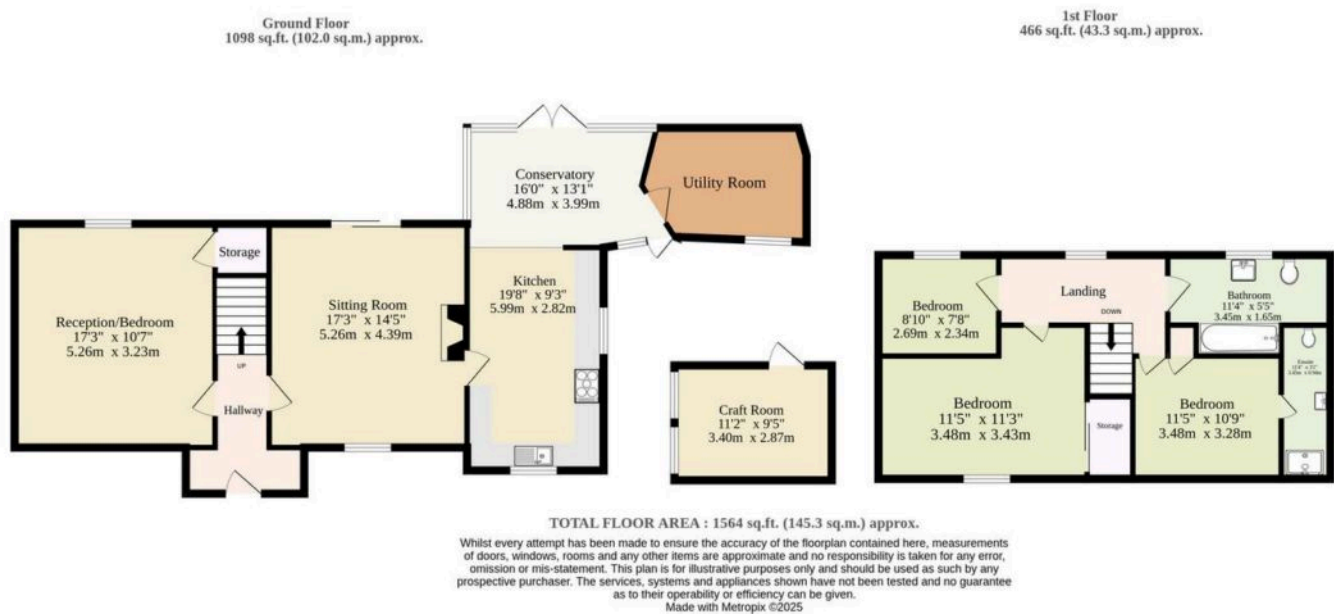 Ground Floor
1098 sq.ft. (102.0 sq.m.) approx.
1st Floor
466 sq.ft. (43.3 sq.m.) approx.
Conservatory
16'0" x 13'1"
4.88m x 3.99m
Utility Room
Storage
Reception/Bedroom
17'3" x 10'7"
5.26m x 3.23m
UP
Hallway
Sitting Room
17'3" x 14'5"
5.26m x 4.39m
Kitchen
19'8" x 9'3"
5.99m x 2.82m
Craft Room
11'2" x 9'5"
3.40m x 2.87m
Bedroom
8'10" x 7'8"
2.69m x 2.34m
Landing
DOWN
Bathroom
11'4" x 5'5"
3.45m x 1.65m
Ensuite
Bedroom
11'5" x 11'3"
3.48m x 3.43m
Storage
Bedroom
11'5" x 10'9"
3.48m x 3.28m
TOTAL FLOOR AREA : 1564 sq.ft. (145.3 sq.m.) approx.
Whilst every attempt has been made to ensure the accuracy of the floorplan contained here, measurements
of doors, windows, rooms and any other items are approximate and no responsibility is taken for any error,
omission or mis-statement. This plan is for illustrative purposes only and should be used as such by any
prospective purchaser. The services, systems and appliances shown have not been tested and no guarantee
as to their operability or efficiency can be given.
Made with Metropix ©2025